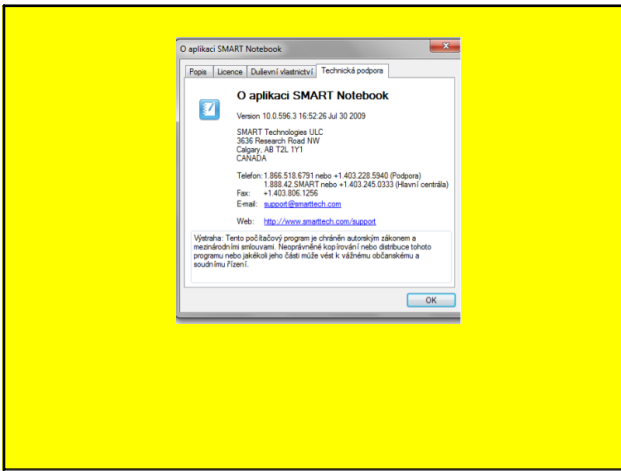 O aplikaci SMART Notebook
Popis Licence Duševní vlastnictví Technická podpora
O aplikaci SMART Notebook
Version 10.0.596.3 16:52:26 Jul 30 2009
SMART Technologies ULC
3636 Research Road NW
Calgary, AB T2L 1Y1
CANADA
Telefon: 1.866.518.6791 nebo +1.403.228.5940 (Podpora)
1.888.42.SMART nebo +1.403.245.0333 (Hlavní centrála)
Fax: +1.403.806.1256
E-mail: support@smarttech.com
Web: http://www.smarttech.com/support
Výstraha: Tento počítačový program je chráněn autorským zákonem a
mezinárodními smlouvami. Neoprávněné kopírování nebo distribuce tohoto
programu nebo jakékoli jeho části může vést k vážnému občanskému a
soudnímu řízení.
OK